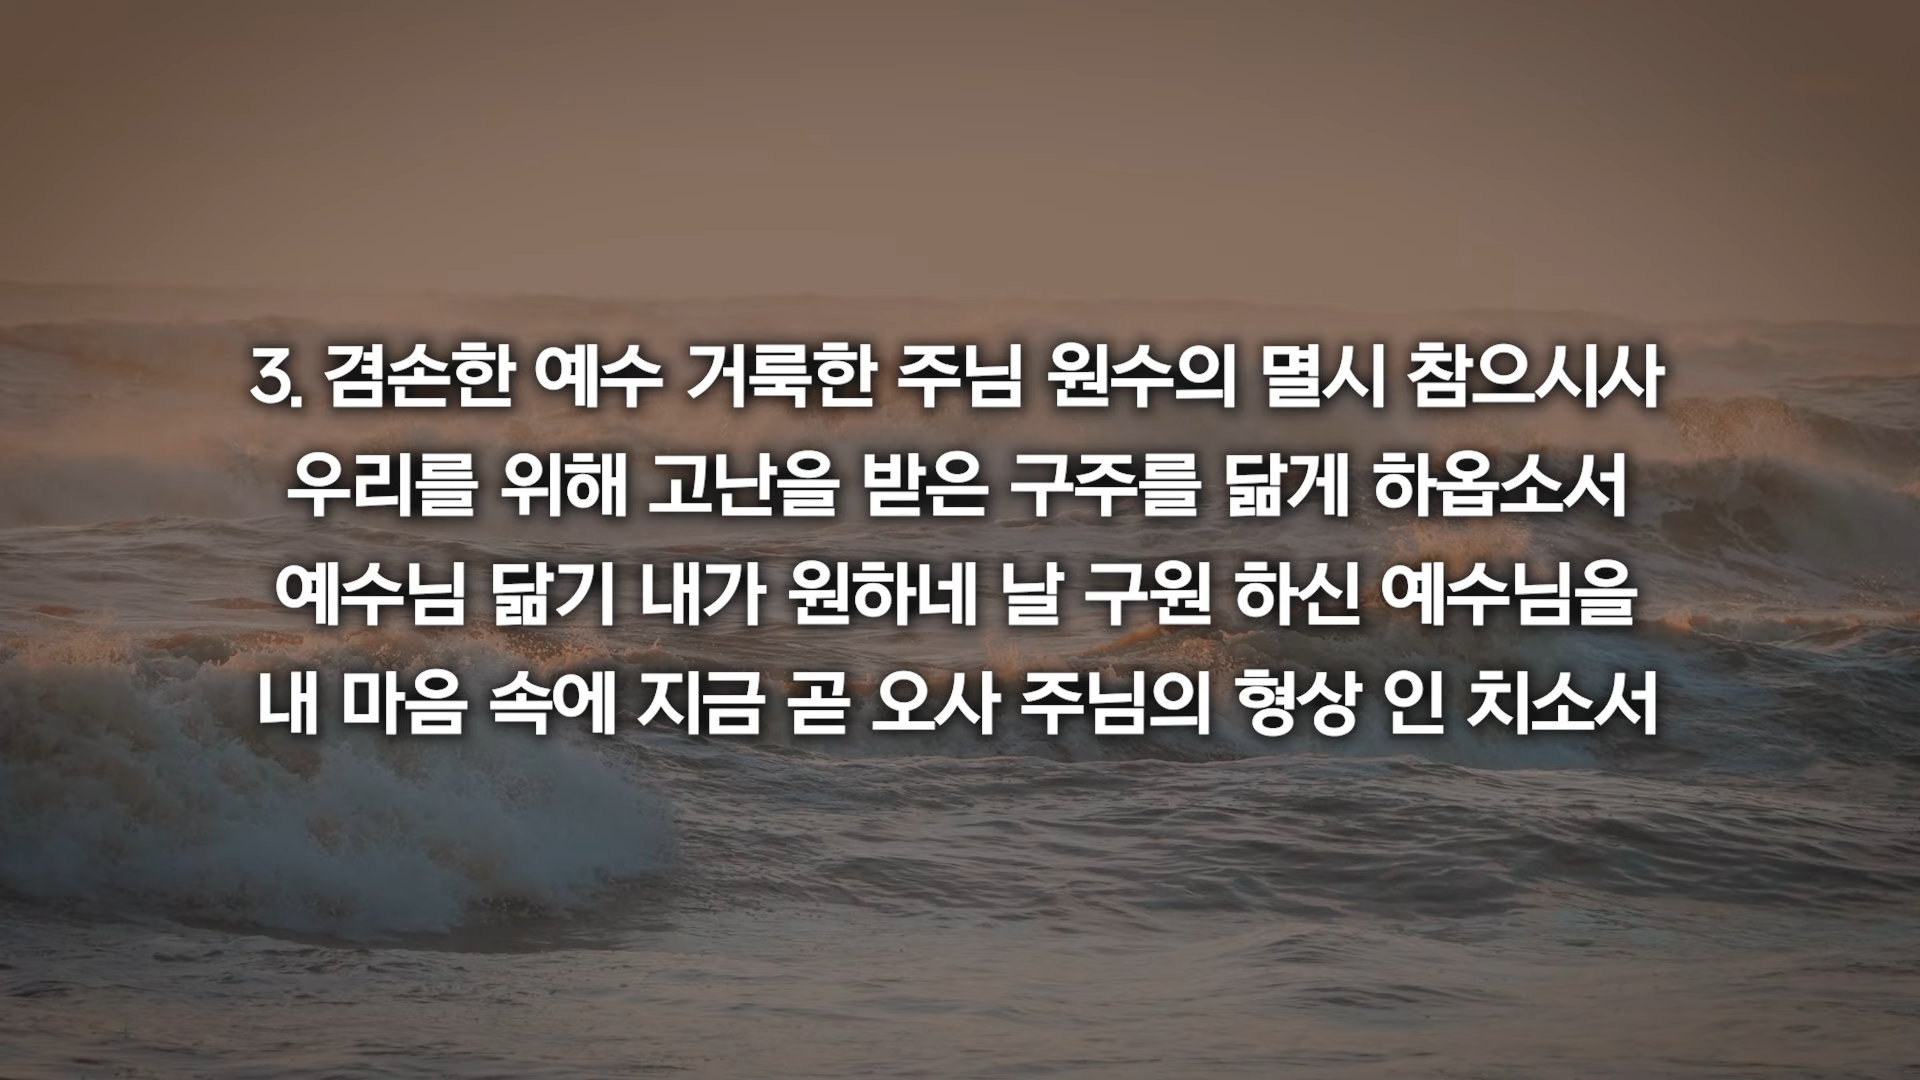 3. 겸손한 예수 거룩한 주님 원수의 멸시 참으시사
우리를 위해 고난을 받은 구주를 닮게 하옵소서
예수님 닮기 내가 원하네 날 구원 하신 예수님을
내 마음 속에 지금 곧 오사 주님의 형상 인 치소서